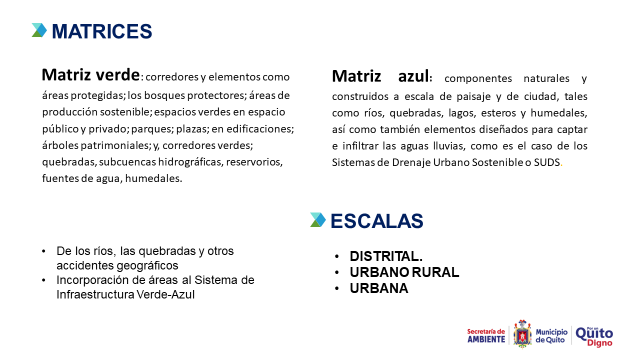 MATRICES
Matriz verde: corredores y elementos como
áreas protegidas; los bosques protectores; áreas de
producción sostenible; espacios verdes en espacio
público y privado; parques; plazas; en edificaciones;
árboles patrimoniales; y, corredores verdes;
quebradas, subcuencas hidrográficas, reservorios,
fuentes de agua, humedales.
Matriz azul: componentes naturales y
construidos a escala de paisaje y de ciudad, tales
como ríos, quebradas, lagos, esteros y humedales,
así como también elementos diseñados para captar
e infiltrar las aguas lluvias, como es el caso de los
Sistemas de Drenaje Urbano Sostenible o SUDS.
• De los ríos, las quebradas y otros
accidentes geográficos
• Incorporación de áreas al Sistema de
Infraestructura Verde-Azul
ESCALAS
• DISTRITAL.
• URBANO RURAL
• URBANA
Secretaría de
AMBIENTE
Municipio
de Quito
Por un
Quito
Digno